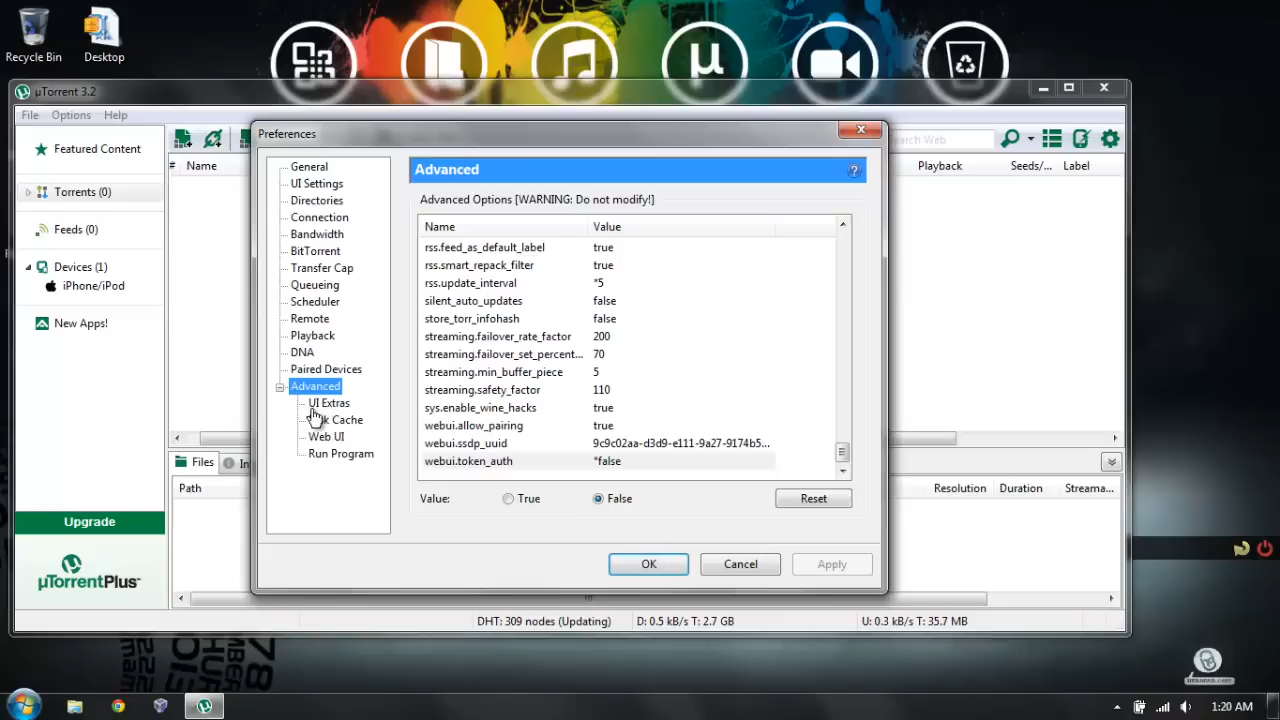 Recycle Bin
Desktop
µ
µTorrent 3.2
File Options Help
Featured Content
Torrents (0)
Feeds (0)
Devices (1)
iPhone/iPod
New Apps!
Upgrade
µTorrentPlus
# Name
Search Web
Playback Seeds/... Label
Files
In
Path
Resolution Duration Streama...
DHT: 309 nodes (Updating) D: 0.5 kB/s T: 2.7 GB U: 0.3 kB/s T: 35.7 MB
Preferences
General
UI Settings
Directories
Connection
Bandwidth
BitTorrent
Transfer Cap
Queueing
Scheduler
Remote
Playback
DNA
Paired Devices
Advanced
UI Extras
Cache
Web UI
Run Program
Advanced
Advanced Options [WARNING: Do not modify!]
Name Value
rss.feed_as_default_label true
rss.smart_repack_filter true
rss.update_interval *5
silent_auto_updates false
store_torr_infohash false
streaming.failover_rate_factor 200
streaming.failover_set_percent... 70
streaming.min_buffer_piece 5
streaming.safety_factor 110
sys.enable_wine_hacks true
webui.allow_pairing true
webui.ssdp_uuid 9c9c02aa-d3d9-e111-9a27-9174b5...
webui.token_auth *false
Value: True False Reset
OK Cancel Apply
1:20 AM